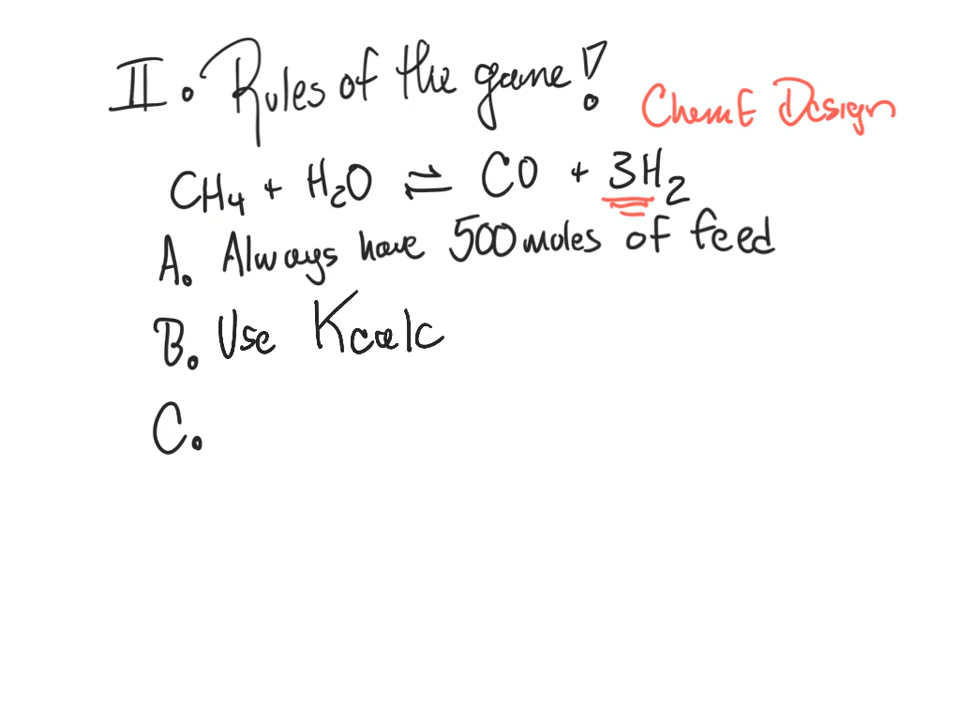 II. Rules of the game!
ChemE Design
CH4 + H2O ⇌ CO + 3H2
A. Always have 500 moles of feed
B. Use Kcalc
C.